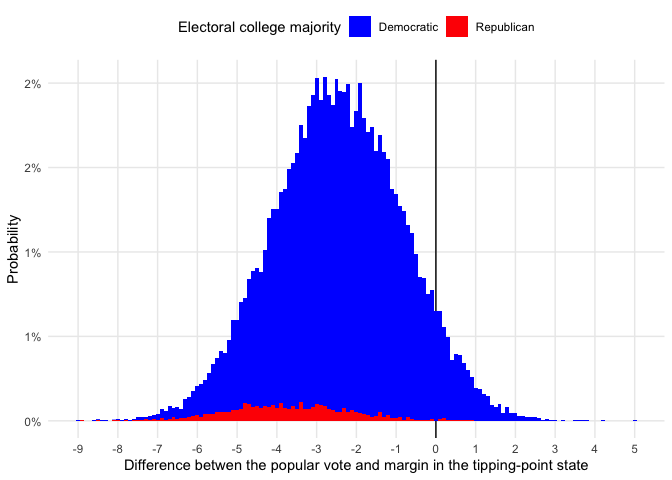 Electoral college majority Democratic Republican
2%
2%
1%
1%
0%
Probability
-9 -8 -7 -6 -5 -4 -3 -2 -1 0 1 2 3 4 5
Difference betwen the popular vote and margin in the tipping-point state